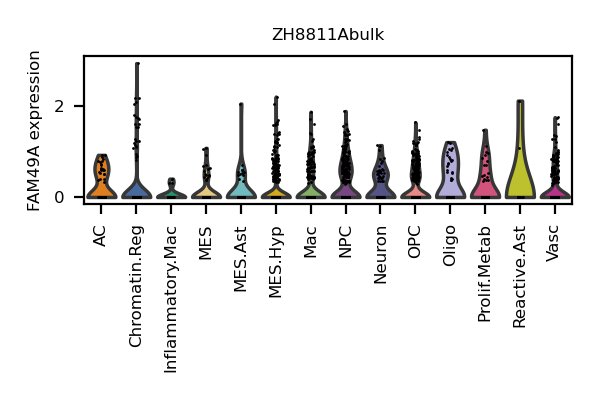 ZH8811Abulk
FAM49A expression
2
0
AC
Chromatin.Reg
Inflammatory.Mac
MES
MES.Ast
MES.Hyp
Mac
NPC
Neuron
OPC
Oligo
Prolif.Metab
Reactive.Ast
Vasc